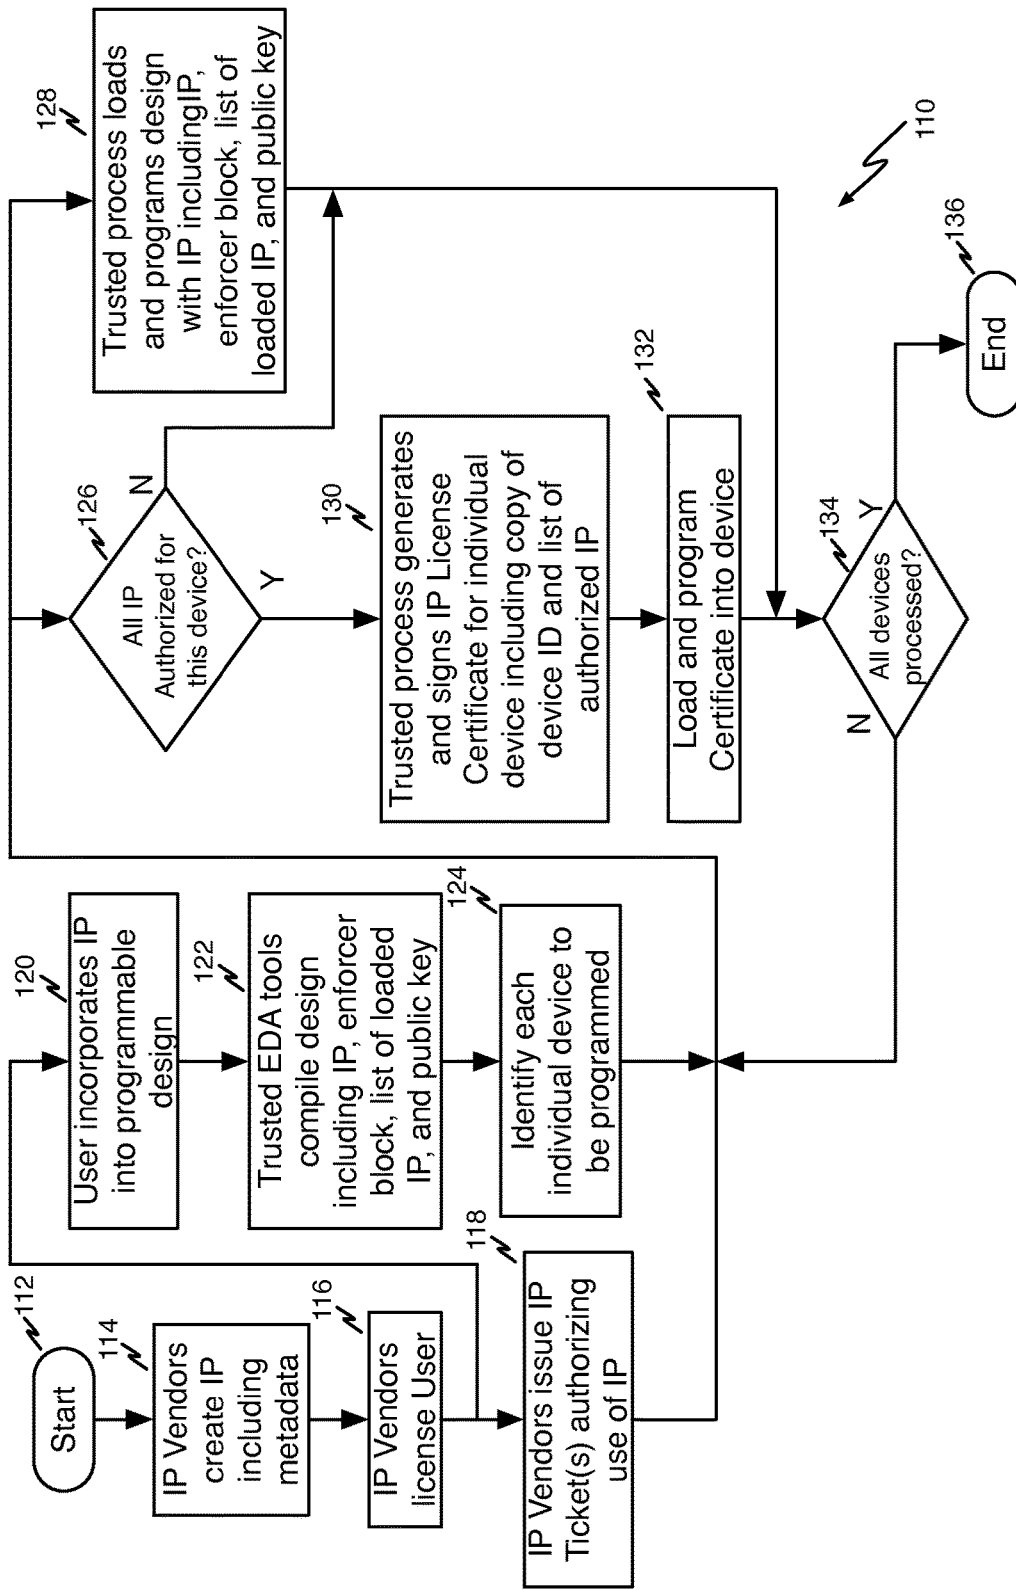 112
Start
114
IP Vendors
create IP
including
metadata
116
IP Vendors
license User
118
IP Vendors issue IP
Ticket(s) authorizing
use of IP
120
User incorporates IP
into programmable
design
122
Trusted EDA tools
compile design
including IP, enforcer
block, list of loaded
IP, and public key
124
Identify each
individual device to
be programmed
126
All IP
Authorized for
this device?
N
Y
128
Trusted process loads
and programs design
with IP includingIP,
enforcer block, list of
loaded IP, and public key
130
Trusted process generates
and signs IP License
Certificate for individual
device including copy of
device ID and list of
authorized IP
132
Load and program
Certificate into device
134
All devices
processed?
N
Y
136
End
110